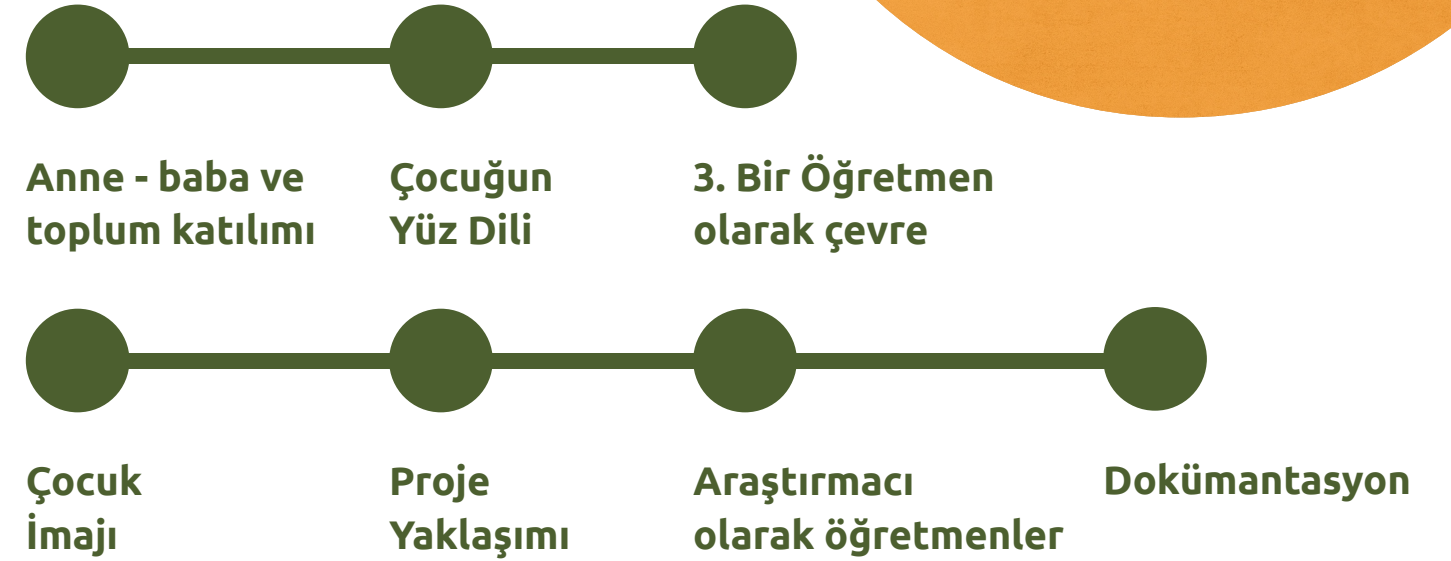 Anne - baba ve
toplum katılımı
Çocuğun
Yüz Dili
3. Bir Öğretmen
olarak çevre
Çocuk
İmajı
Proje
Yaklaşımı
Araştırmacı
olarak öğretmenler
Dokümantasyon